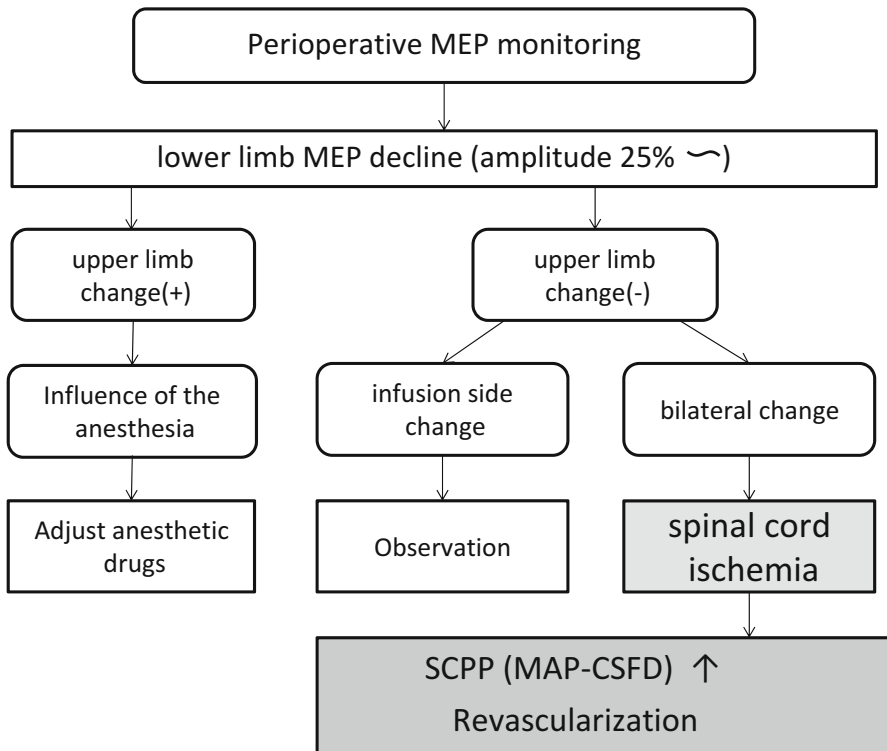 Perioperative MEP monitoring
lower limb MEP decline (amplitude 25% ∽)
upper limb
change(+)
upper limb
change(-)
Influence of the
anesthesia
infusion side
change
bilateral change
Adjust anesthetic
drugs
Observation
spinal cord
ischemia
SCPP (MAP-CSFD) ↑
Revascularization